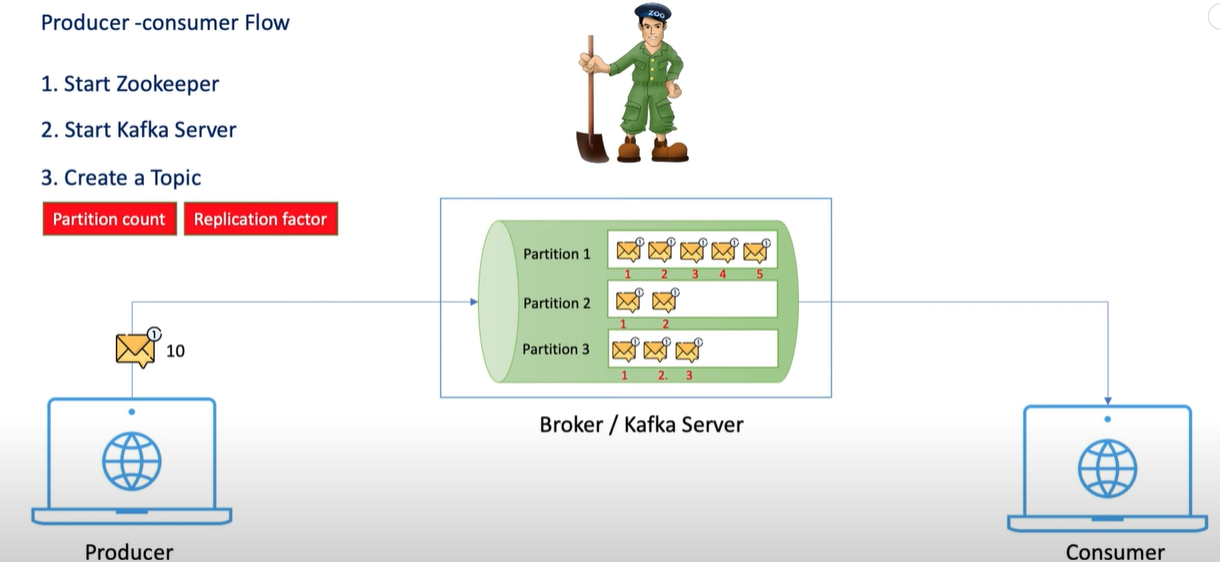 Producer -consumer Flow
1. Start Zookeeper
2. Start Kafka Server
3. Create a Topic
Partition count
Replication factor
ZOO
Partition 1
1 2 3 4 5
Partition 2
1 2
Partition 3
1 2. 3
10
Broker / Kafka Server
Producer
Consumer